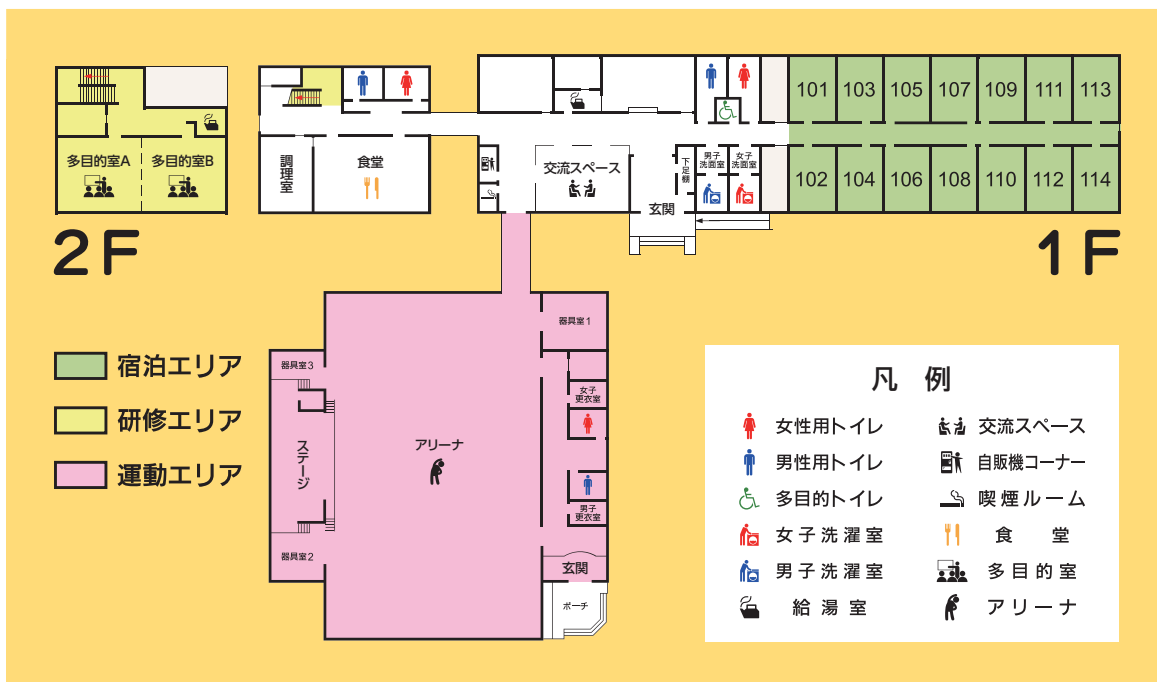 101
103
105
107
109
111
113
多目的室A
多目的室B
調理室
食堂
交流スペース
下足棚
男子
洗面室
女子
洗面室
玄関
102
104
106
108
110
112
114
2F
1F
器具室1
器具室3
女子
更衣室
ステージ
アリーナ
男子
更衣室
器具室2
玄関
ポーチ
宿泊エリア
研修エリア
運動エリア
凡例
女性用トイレ
男性用トイレ
多目的トイレ
女子洗濯室
男子洗濯室
給湯室
交流スペース
自販機コーナー
喫煙ルーム
食堂
多目的室
アリーナ